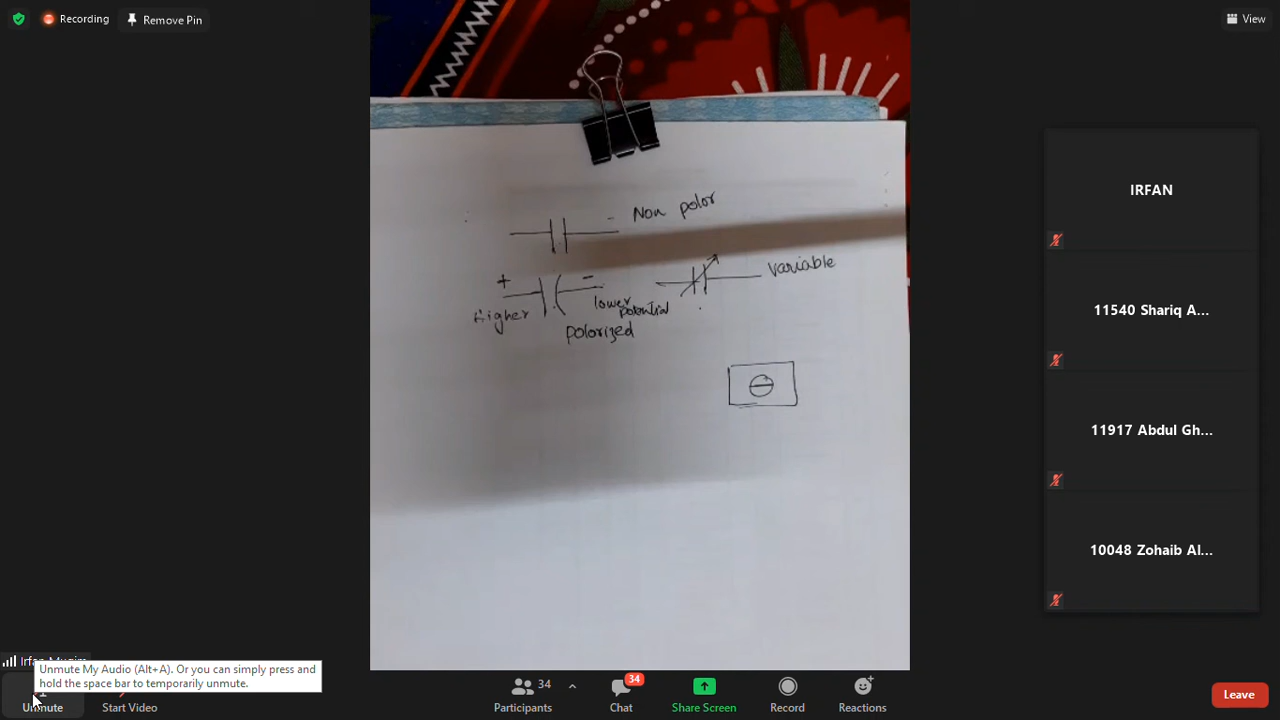 Recording
Remove Pin
View
Non polor
+
-
Variable
Higher
lower
potential
polorized
IRFAN
11540 Shariq A...
11917 Abdul Gh...
10048 Zohaib Al...
Unmute My Audio (Alt+A). Or you can simply press and
hold the space bar to temporarily unmute.
Unmute
Start Video
34
Participants
34
Chat
Share Screen
Record
Reactions
Leave